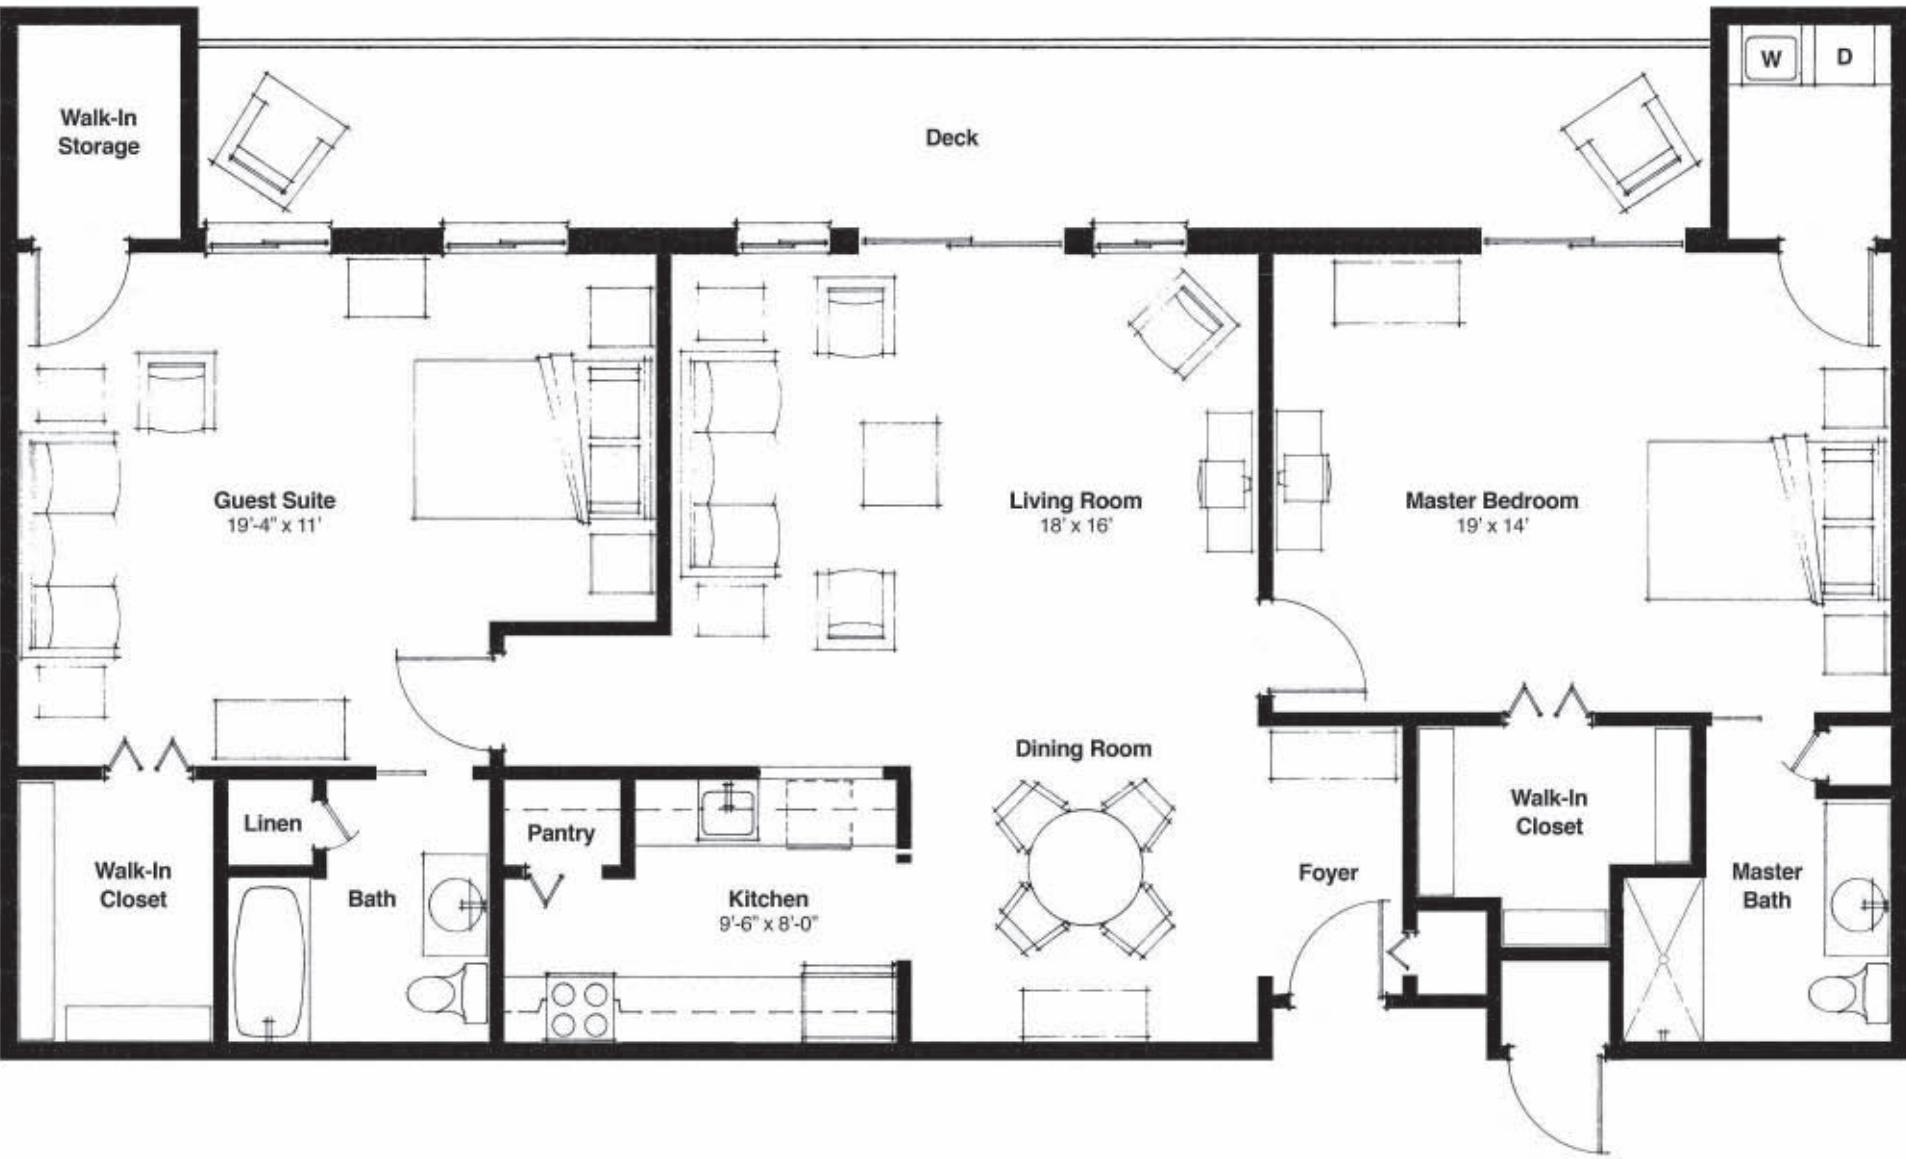 W
D
Walk-In
Storage
Deck
Guest Suite
19'-4" x 11'
Living Room
18' x 16'
Master Bedroom
19' x 14'
Dining Room
Linen
Pantry
Walk-In
Closet
Walk-In
Closet
Bath
Kitchen
9'-6" x 8'-0"
Foyer
Master
Bath